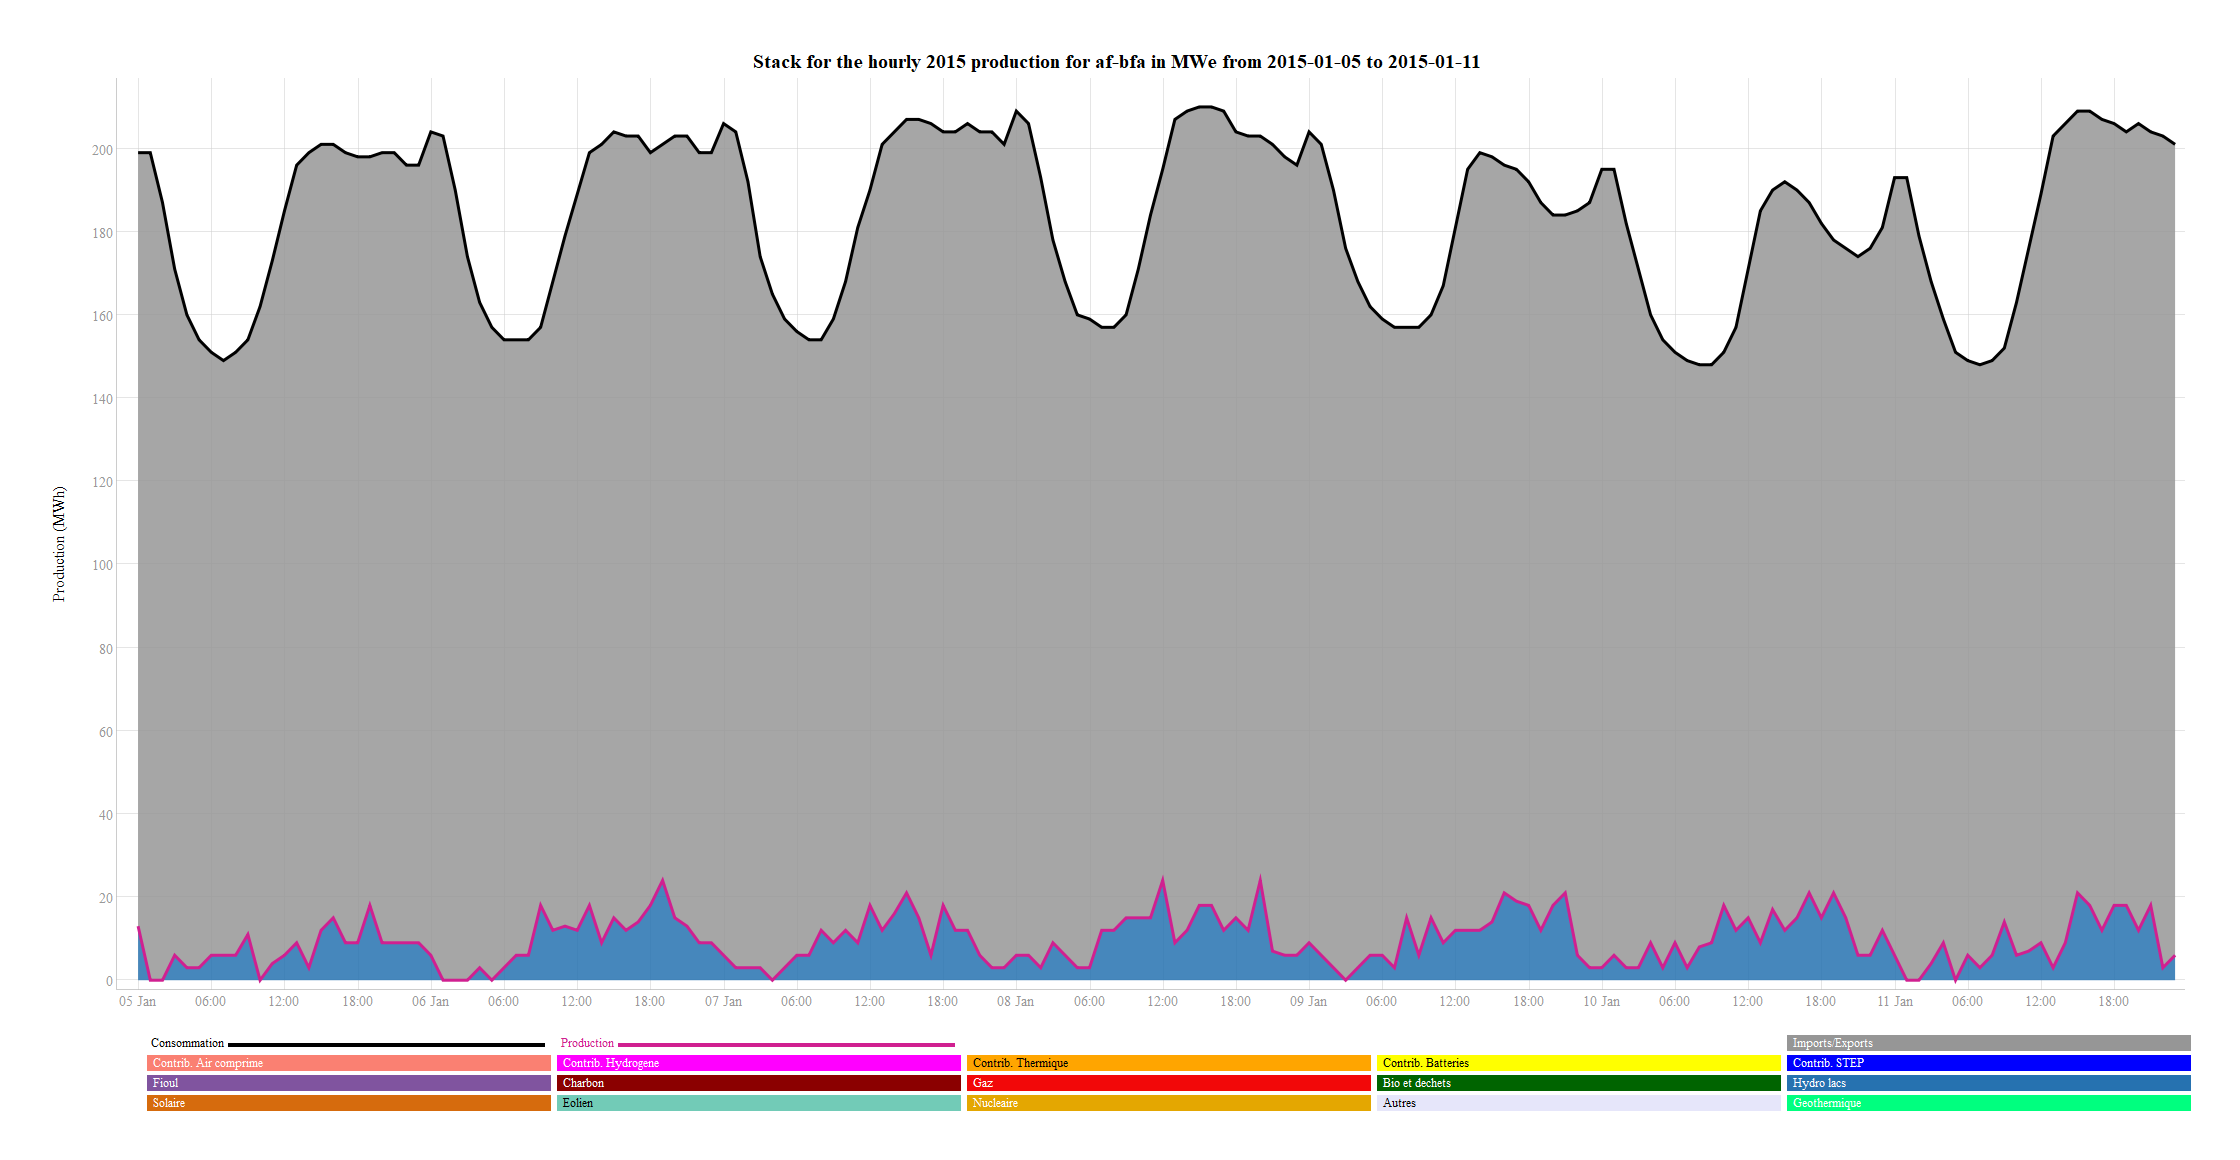 Stack for the hourly 2015 production for af-bfa in MWe from 2015-01-05 to 2015-01-11
Production (MWh)
200
180
160
140
120
100
80
60
40
20
0
05 Jan 06:00 12:00 18:00 06 Jan 06:00 12:00 18:00 07 Jan 06:00 12:00 18:00 08 Jan 06:00 12:00 18:00 09 Jan 06:00 12:00 18:00 10 Jan 06:00 12:00 18:00 11 Jan 06:00 12:00 18:00
Consommation Production Imports/Exports
Contrib. Air comprime Contrib. Hydrogene Contrib. Thermique Contrib. Batteries Contrib. STEP
Fioul Charbon Gaz Bio et dechets Hydro lacs
Solaire Eolien Nucleaire Autres Geothermique